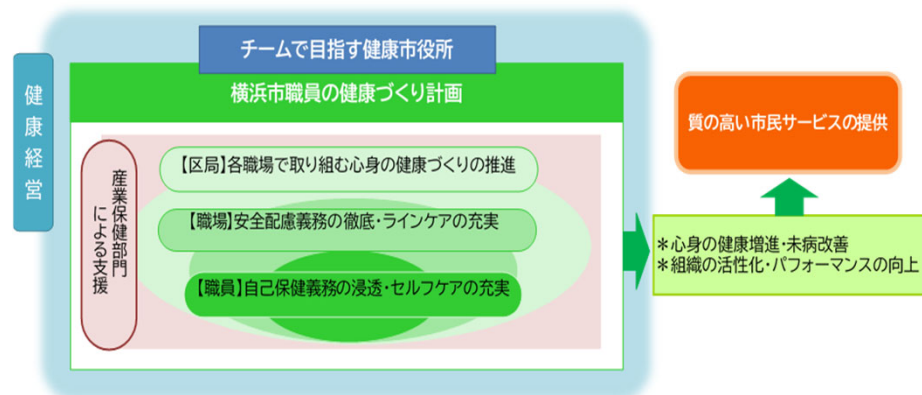 チームで目指す健康市役所
健康経営
横浜市職員の健康づくり計画
産業保健部門
による支援
【区局】各職場で取り組む心身の健康づくりの推進
【職場】安全配慮義務の徹底・ラインケアの充実
【職員】自己保健義務の浸透・セルフケアの充実
質の高い市民サービスの提供
＊心身の健康増進・未病改善
＊組織の活性化・パフォーマンスの向上